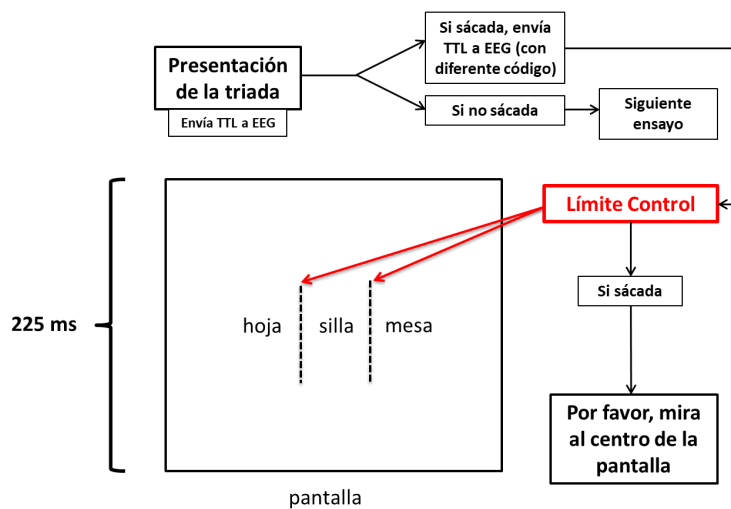 Presentación
de la triada
Envía TTL a EEG
Si sácada, envía
TTL a EEG (con
diferente código)
Si no sácada
Siguiente
ensayo
225 ms
hoja
silla
mesa
pantalla
Límite Control
Si sácada
Por favor, mira
al centro de la
pantalla